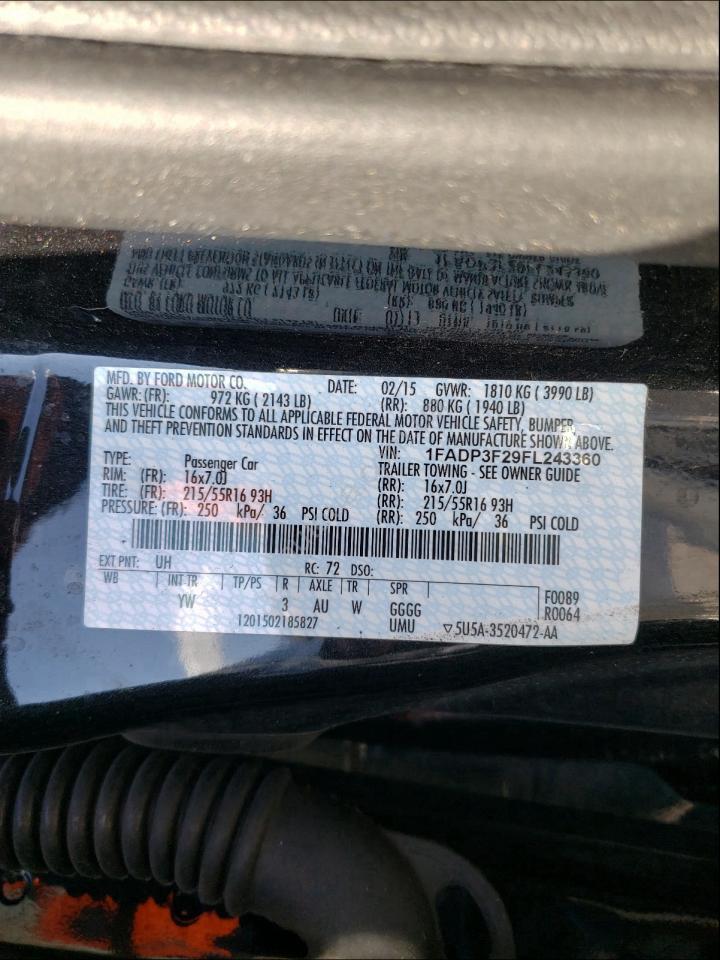 MFD. BY FORD MOTOR CO. DATE: 02/15 GVWR: 1810 KG ( 3990 LB)
GAWR: (FR): 972 KG ( 2143 LB) (RR): 880 KG ( 1940 LB)
THIS VEHICLE CONFORMS TO ALL APPLICABLE FEDERAL MOTOR VEHICLE SAFETY, BUMPER,
AND THEFT PREVENTION STANDARDS IN EFFECT ON THE DATE OF MANUFACTURE SHOWN ABOVE.
VIN: 1FADP3F29FL243360
TYPE: Passenger Car TRAILER TOWING - SEE OWNER GUIDE
RIM: (FR): 16x7.0J (RR): 16x7.0J
TIRE: (FR): 215/55R16 93H (RR): 215/55R16 93H
PRESSURE: (FR): 250 kPa/ 36 PSI COLD (RR): 250 kPa/ 36 PSI COLD
EXT PNT: UH RC: 72 DSO:
WB INT TR TP/PS R AXLE TR SPR F0089
YW 3 AU W GGGG R0064
1201502185827 UMU ▽5U5A-3520472-AA